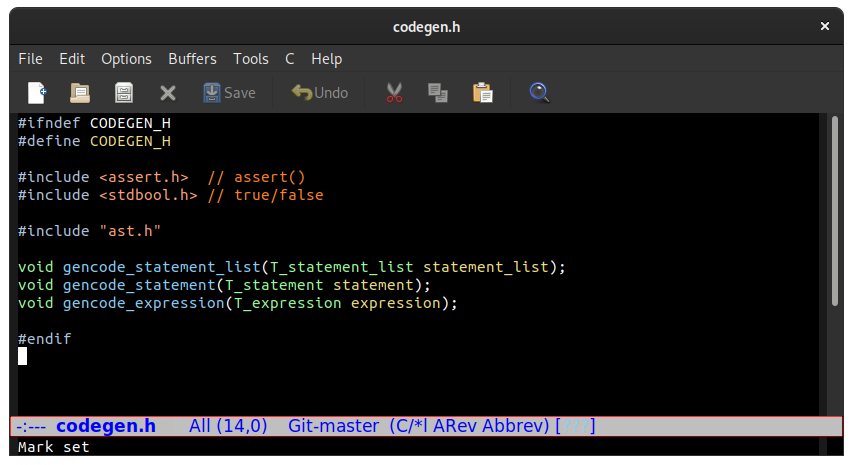 codegen.h
File Edit Options Buffers Tools C Help
Save Undo
#ifndef CODEGEN_H
#define CODEGEN_H
#include <assert.h>  // assert()
#include <stdbool.h> // true/false
#include "ast.h"
void gencode_statement_list(T_statement_list statement_list);
void gencode_statement(T_statement statement);
void gencode_expression(T_expression expression);
#endif
-:--- codegen.h All (14,0) Git-master (C/*l ARev Abbrev) [???]
Mark set